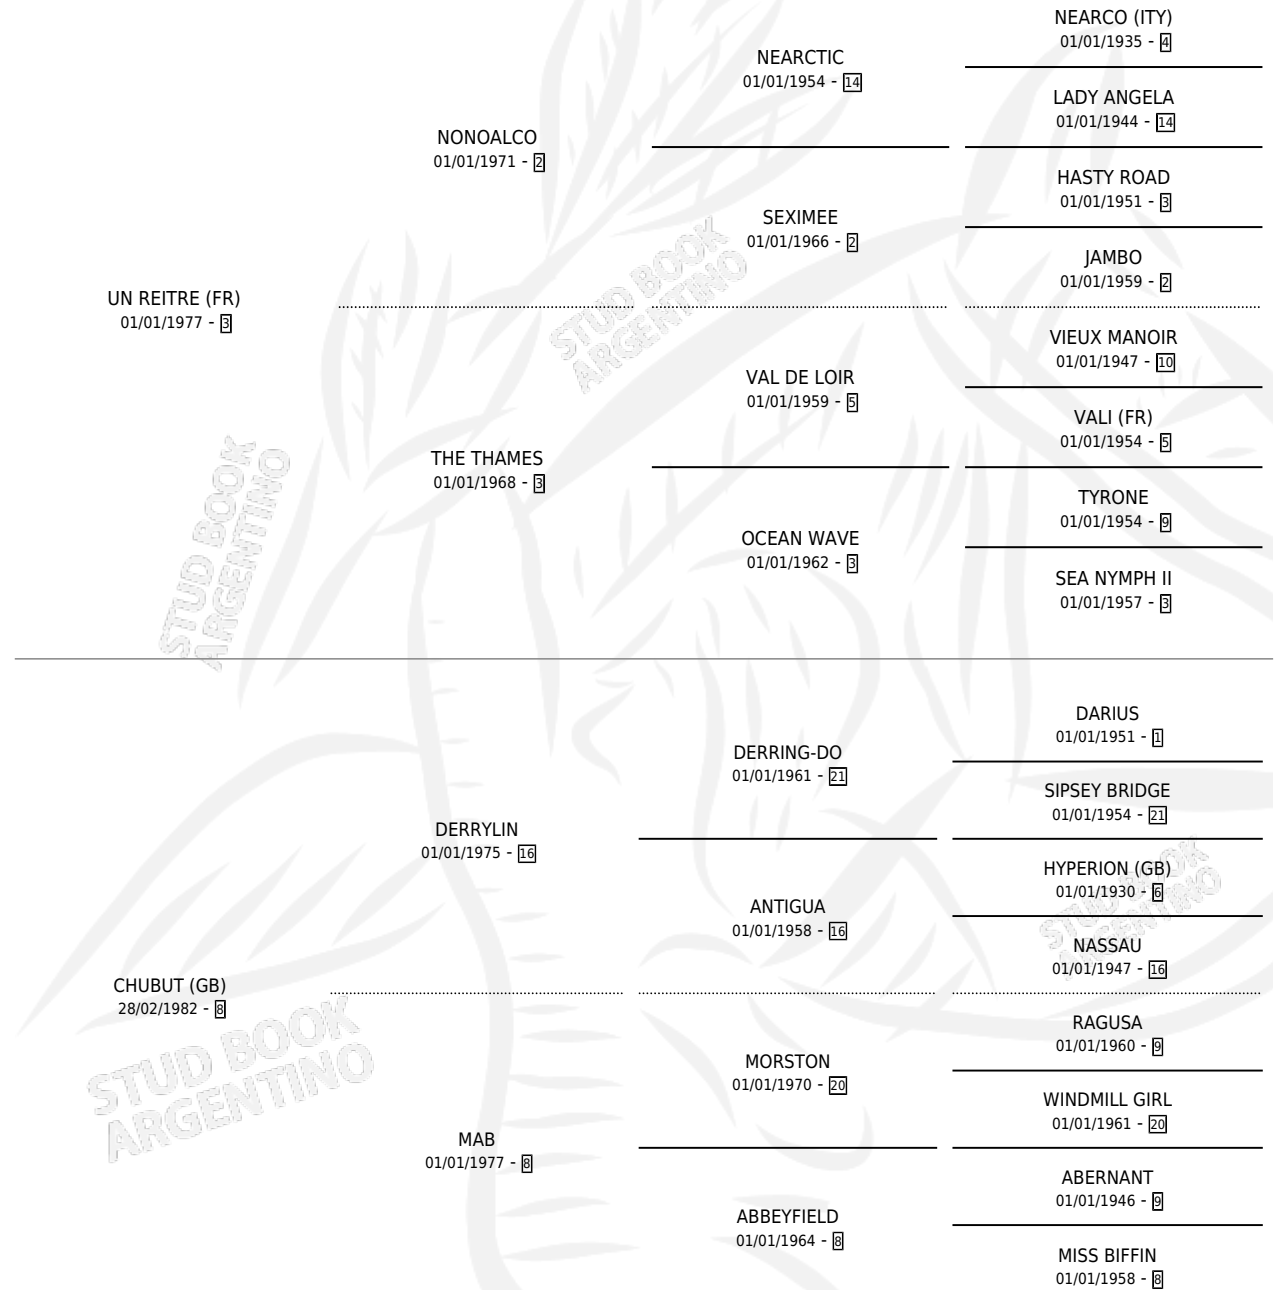 NEARCO (ITY)
01/01/1935 - 4
NEARCTIC
01/01/1954 - 14
LADY ANGELA
01/01/1944 - 14
NONOALCO
01/01/1971 - 2
HASTY ROAD
01/01/1951 - 3
SEXIMEE
01/01/1966 - 2
JAMBO
01/01/1959 - 2
UN REITRE (FR)
01/01/1977 - 3
VIEUX MANOIR
01/01/1947 - 10
VAL DE LOIR
01/01/1959 - 5
VALI (FR)
01/01/1954 - 5
THE THAMES
01/01/1968 - 3
TYRONE
01/01/1954 - 9
OCEAN WAVE
01/01/1962 - 3
SEA NYMPH II
01/01/1957 - 3
DARIUS
01/01/1951 - 1
DERRING-DO
01/01/1961 - 21
SIPSEY BRIDGE
01/01/1954 - 21
DERRYLIN
01/01/1975 - 16
HYPERION (GB)
01/01/1930 - 6
ANTIGUA
01/01/1958 - 16
NASSAU
01/01/1947 - 16
CHUBUT (GB)
28/02/1982 - 8
RAGUSA
01/01/1960 - 9
MORSTON
01/01/1970 - 20
WINDMILL GIRL
01/01/1961 - 20
MAB
01/01/1977 - 8
ABERNANT
01/01/1946 - 9
ABBEYFIELD
01/01/1964 - 8
MISS BIFFIN
01/01/1958 - 8
STUD BOOK
ARGENTINO
STUD BOOK
ARGENTINO
STUD BOOK
ARGENTINO
STUD BOOK
ARGENTINO